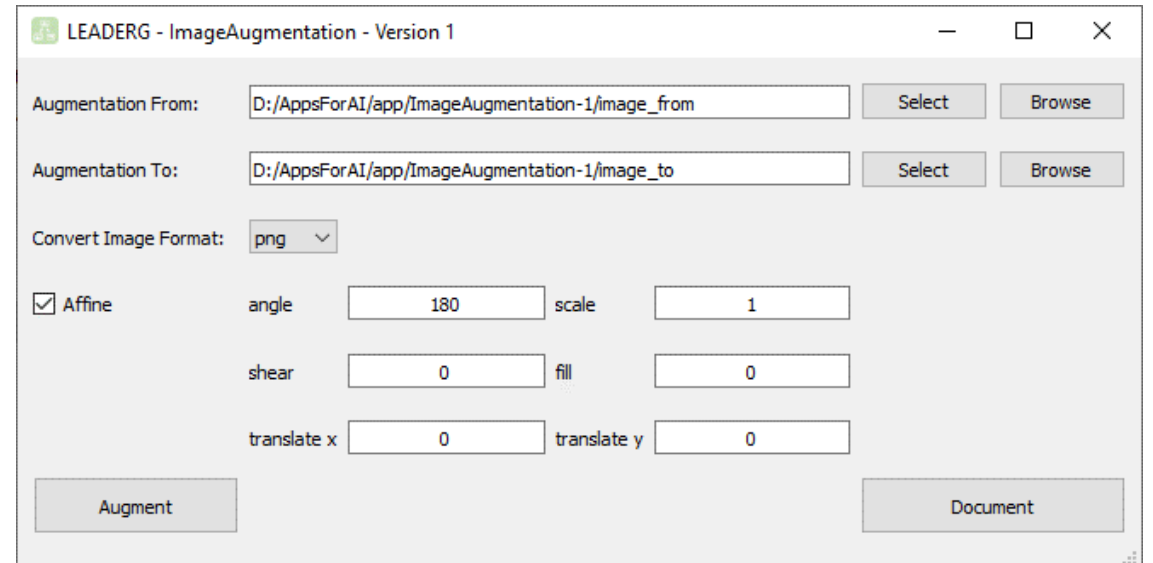 LEADERG - ImageAugmentation - Version 1
Augmentation From: D:/AppsForAI/app/ImageAugmentation-1/image_from Select Browse
Augmentation To: D:/AppsForAI/app/ImageAugmentation-1/image_to Select Browse
Convert Image Format: png
Affine angle 180 scale 1
shear 0 fill 0
translate x 0 translate y 0
Augment Document